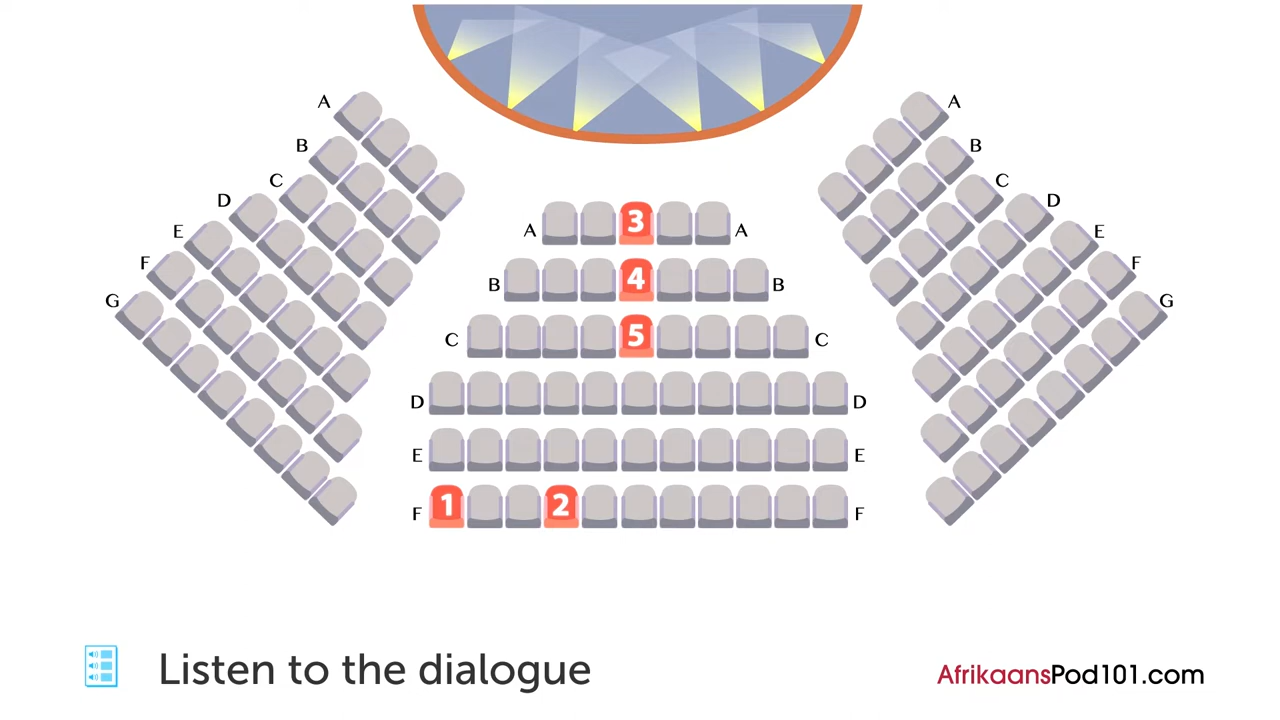 A A
B B
C C
D D
E E
F F
G G
A 3 A
B 4 B
C 5 C
D D
E E
F 1 2 F
Listen to the dialogue
AfrikaansPod101.com